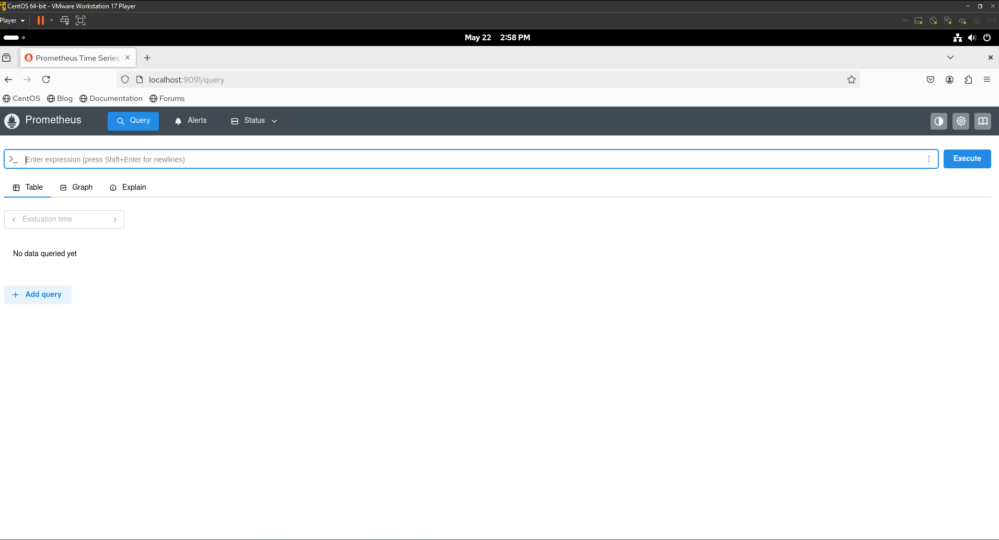 CentOS 64-bit - VMware Workstation 17 Player
Player
May 22 2:58 PM
Prometheus Time Series
localhost:9091/query
CentOS Blog Documentation Forums
Prometheus Query Alerts Status
Enter expression (press Shift+Enter for newlines) Execute
Table Graph Explain
Evaluation time
No data queried yet
Add query